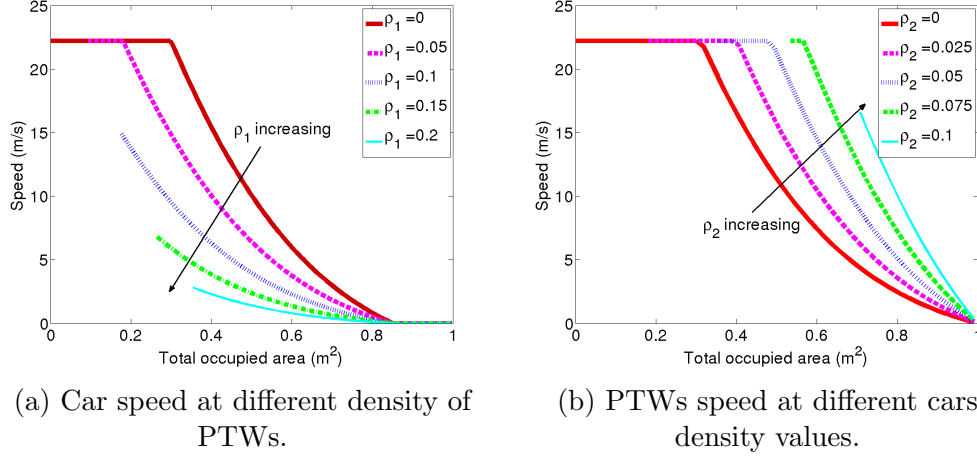 25
20
15
10
5
0
Speed (m/s)
0
0.2
0.4
0.6
0.8
1
Total occupied area (m²)
ρ₁=0
ρ₁=0.05
ρ₁=0.1
ρ₁=0.15
ρ₁=0.2
ρ₁ increasing
(a) Car speed at different density of
PTWs.
25
20
15
10
5
0
Speed (m/s)
0
0.2
0.4
0.6
0.8
1
Total occupied area (m²)
ρ₂=0
ρ₂=0.025
ρ₂=0.05
ρ₂=0.075
ρ₂=0.1
ρ₂ increasing
(b) PTWs speed at different cars
density values.